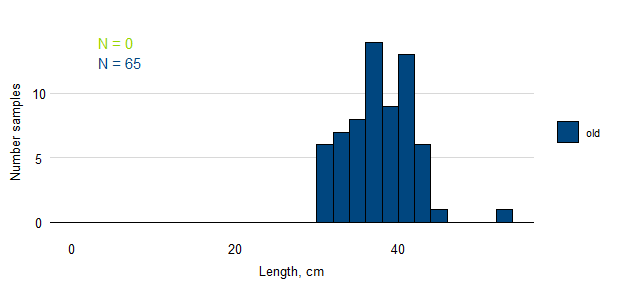 N = 0
N = 65
10
5
0
Number samples
0 20 40
Length, cm
old